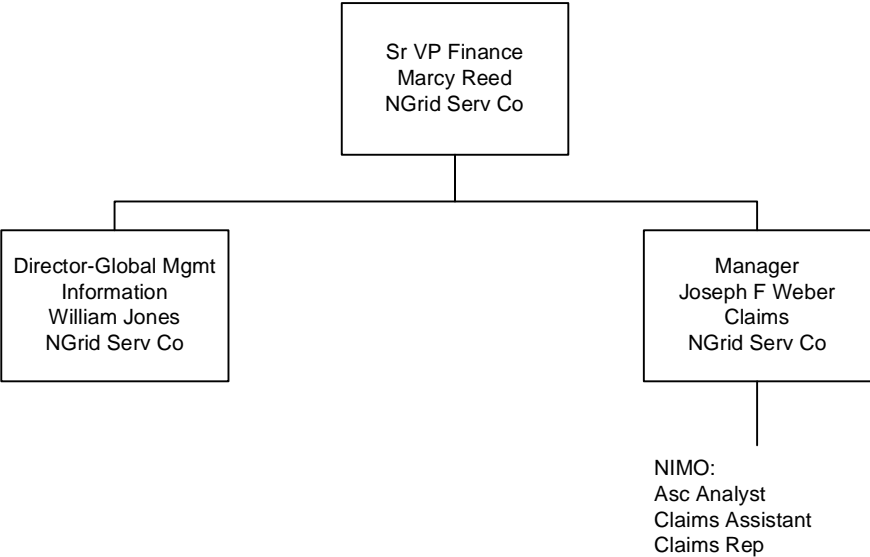 Sr VP Finance
Marcy Reed
NGrid Serv Co
Director-Global Mgmt
Information
William Jones
NGrid Serv Co
Manager
Joseph F Weber
Claims
NGrid Serv Co
NIMO:
Asc Analyst
Claims Assistant
Claims Rep